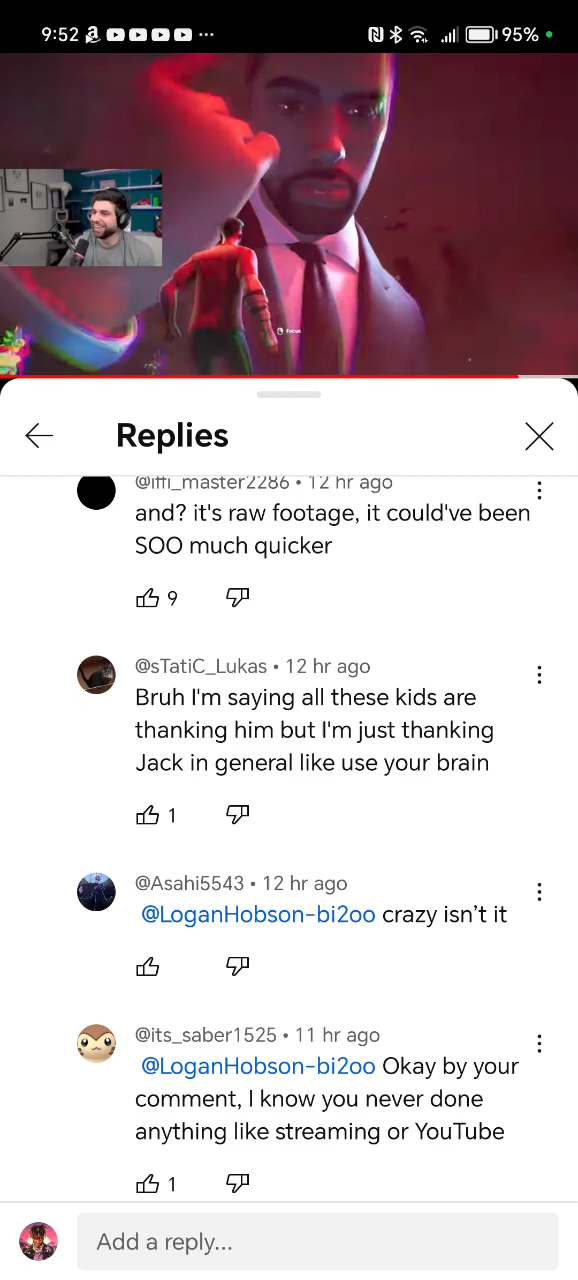 9:52
95%
Focus
Replies
@iffi_master2286 • 12 hr ago
and? it's raw footage, it could've been
SOO much quicker
9
@sTatiC_Lukas • 12 hr ago
Bruh I'm saying all these kids are
thanking him but I'm just thanking
Jack in general like use your brain
1
@Asahi5543 • 12 hr ago
@LoganHobson-bi2oo crazy isn’t it
@its_saber1525 • 11 hr ago
@LoganHobson-bi2oo Okay by your
comment, I know you never done
anything like streaming or YouTube
1
Add a reply...